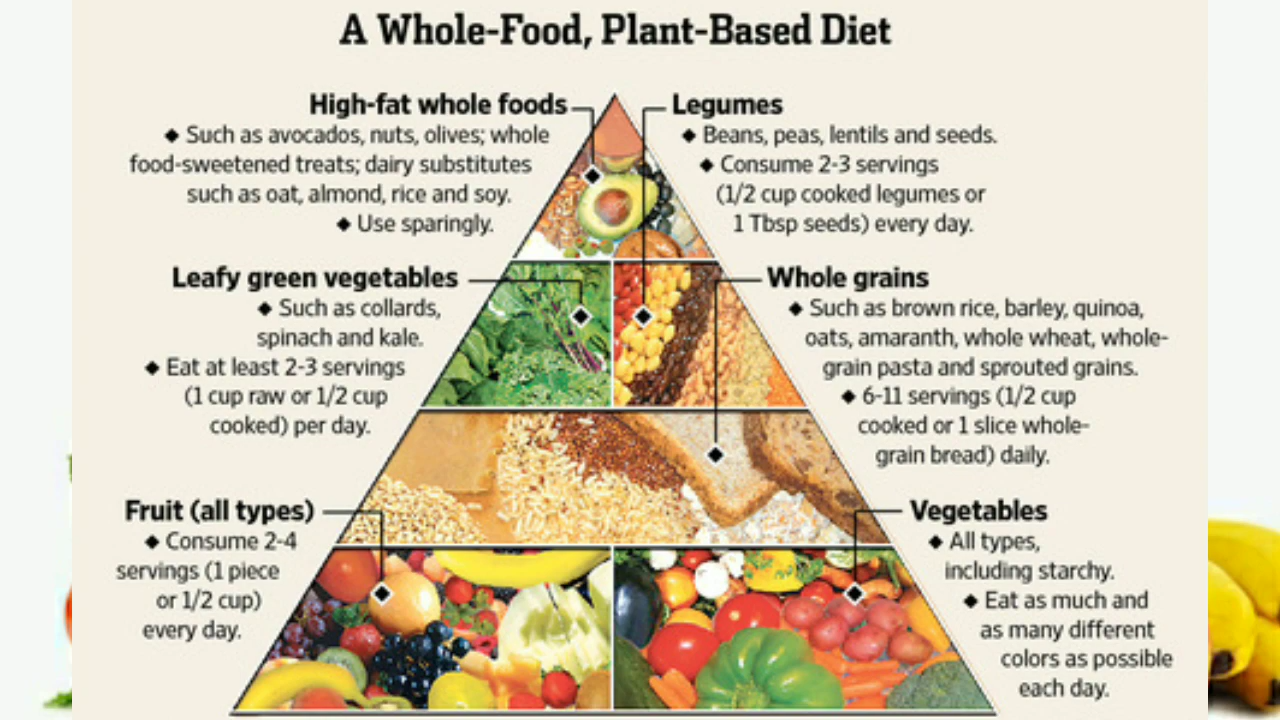 A Whole-Food, Plant-Based Diet
High-fat whole foods
◆ Such as avocados, nuts, olives; whole
food-sweetened treats; dairy substitutes
such as oat, almond, rice and soy.
◆ Use sparingly.
Legumes
◆ Beans, peas, lentils and seeds.
◆ Consume 2-3 servings
(1/2 cup cooked legumes or
1 Tbsp seeds) every day.
Leafy green vegetables
◆ Such as collards,
spinach and kale.
◆ Eat at least 2-3 servings
(1 cup raw or 1/2 cup
cooked) per day.
Whole grains
◆ Such as brown rice, barley, quinoa,
oats, amaranth, whole wheat, whole-
grain pasta and sprouted grains.
◆ 6-11 servings (1/2 cup
cooked or 1 slice whole-
grain bread) daily.
Fruit (all types)
◆ Consume 2-4
servings (1 piece
or 1/2 cup)
every day.
Vegetables
◆ All types,
including starchy.
◆ Eat as much and
as many different
colors as possible
each day.